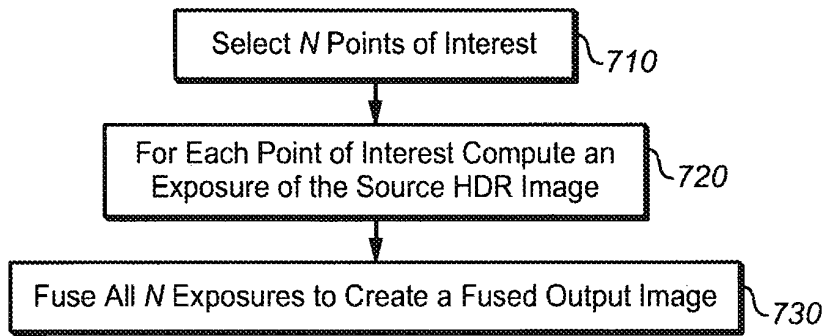 Select N Points of Interest
710
For Each Point of Interest Compute an
Exposure of the Source HDR Image
720
Fuse All N Exposures to Create a Fused Output Image
730